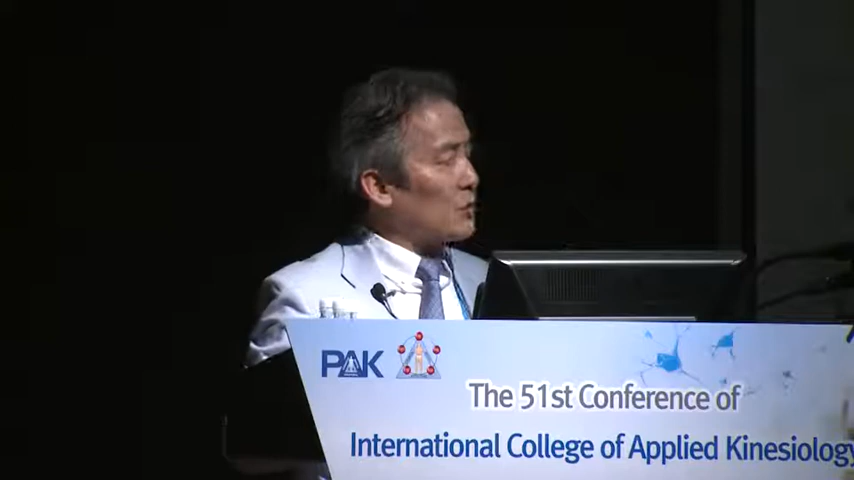 PAK
The 51st Conference of
International College of Applied Kinesiology